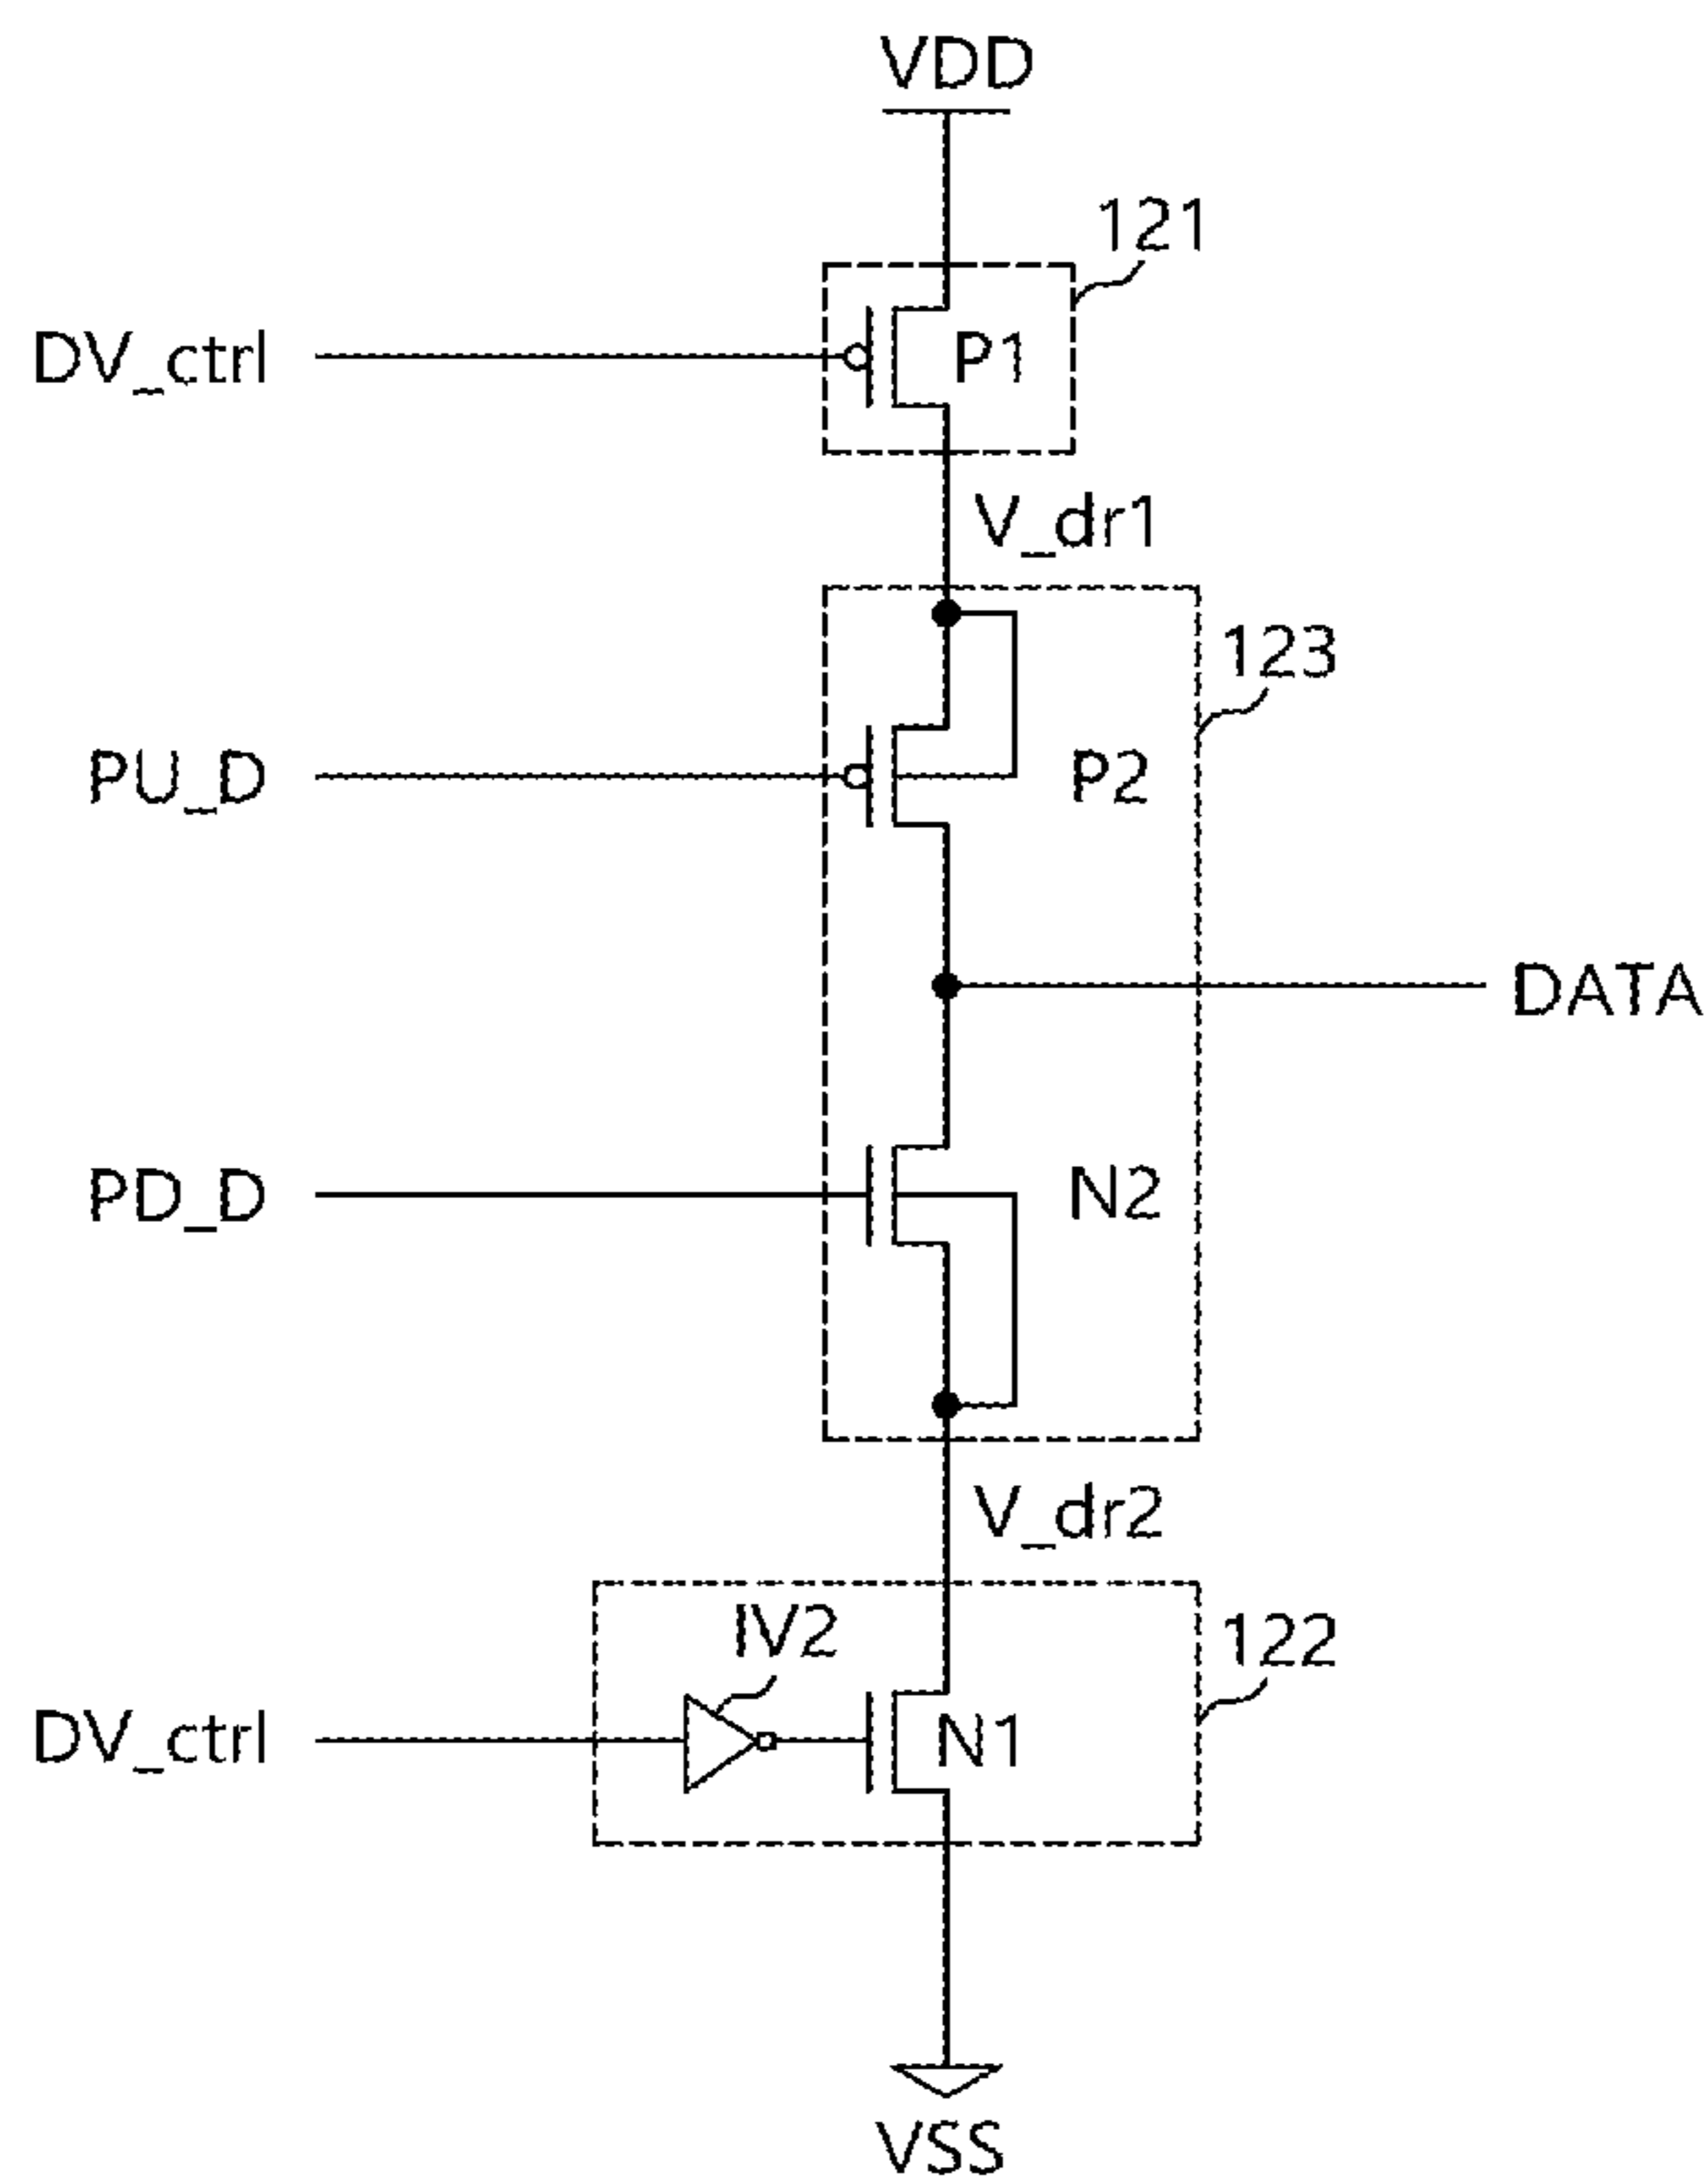 VDD
121
DV_ctrl
P1
V_dr1
123
PU_D
P2
DATA
PD_D
N2
V_dr2
IV2
122
DV_ctrl
N1
VSS